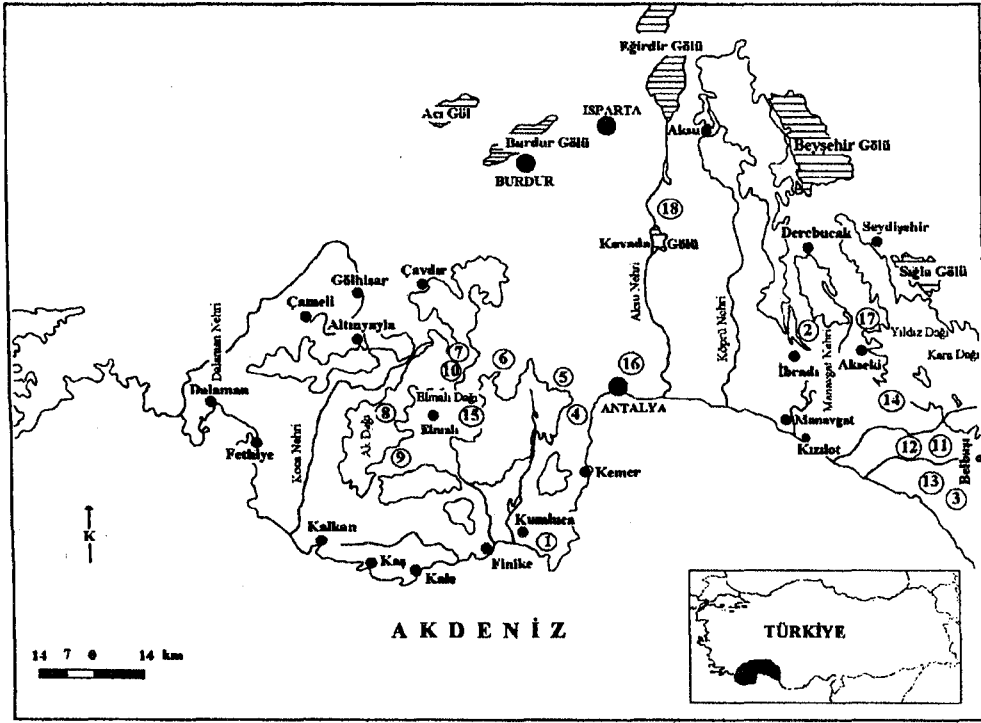 Eğirdir Gölü
Acı Göl
ISPARTA
Aksu
Burdur Gölü
BURDUR
Beyşehir Gölü
18
Kovada
Gölü
Derebucak
Seydişehir
Suğla Gölü
Çavdır
Gölhisar
Çameli
Altınyayla
Dalaman Nehri
Aksu Nehri
Köprü Nehri
Manavgat Nehri
17
Yıldız Dağı
Kara Dağı
2
İbradı
Akseki
7
10
6
5
16
ANTALYA
4
14
Dalaman
Elmalı Dağı
15
8
Elmalı
Ak Dağı
9
Koca Nehri
Fethiye
Manavgat
Kızılot
12
11
13
3
Kemer
Kumluca
1
K
Kalkan
Kaş
Kale
Finike
AKDENİZ
TÜRKİYE
14 7 0 14 km